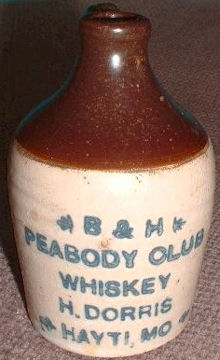 B & H
PEABODY CLUB
WHISKEY
H. DORRIS
HAYTI, MO